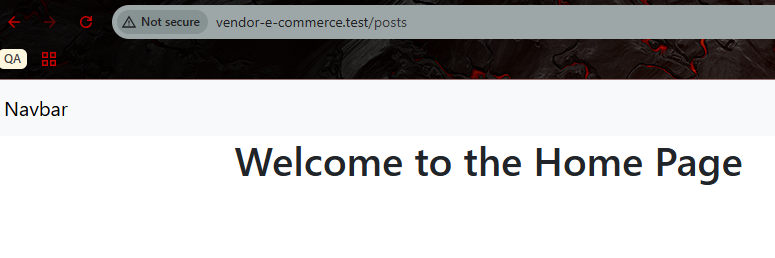 Not secure vendor-e-commerce.test/posts
QA
Navbar
Welcome to the Home Page